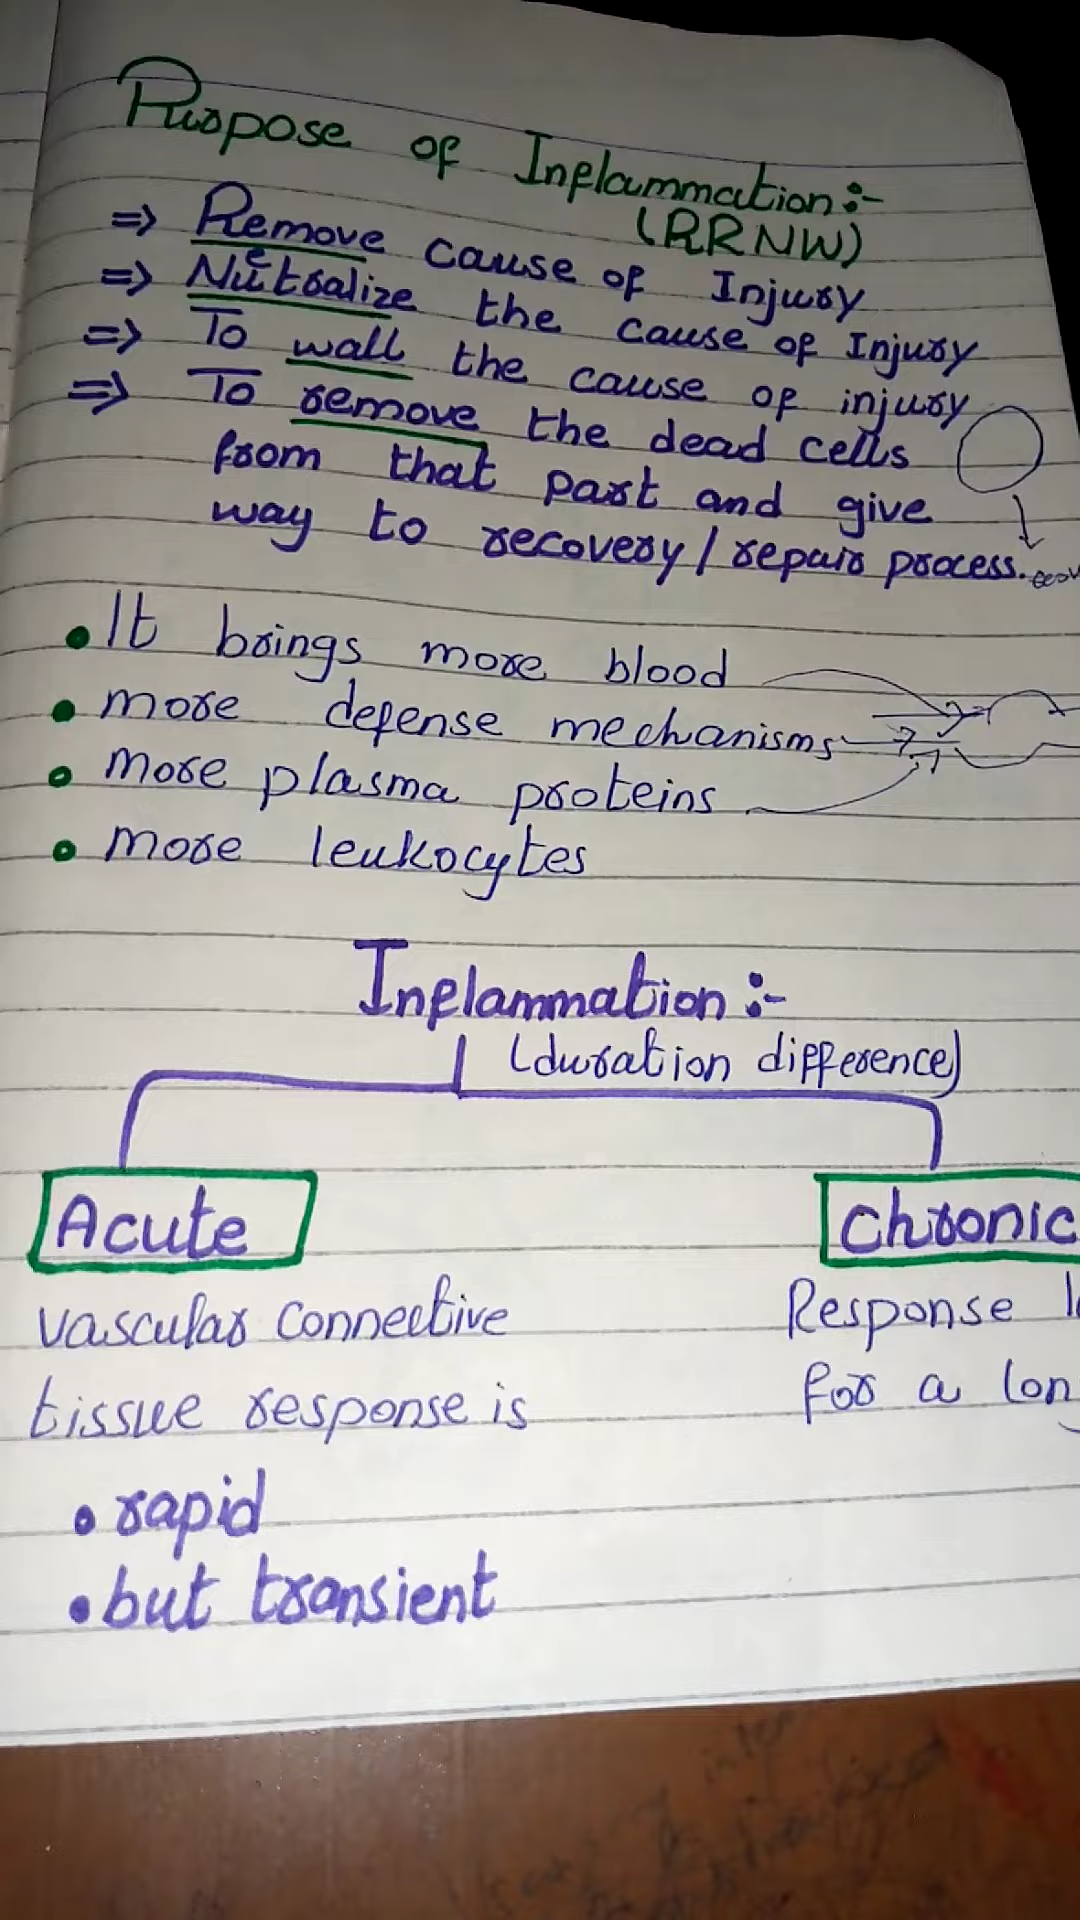 Purpose of Inflammation:-
(RRNW)
=> Remove cause of Injury
=> Neutralize the cause of Injury
=> To wall the cause of injury
=> To remove the dead cells
from that part and give
way to recovery/repair process.
• It brings more blood
• more defense mechanisms
• more plasma proteins
• more leukocytes
Inflammation:-
(duration difference)
Acute
Chronic
vascular connective
tissue response is
• rapid
• but transient
Response
for a